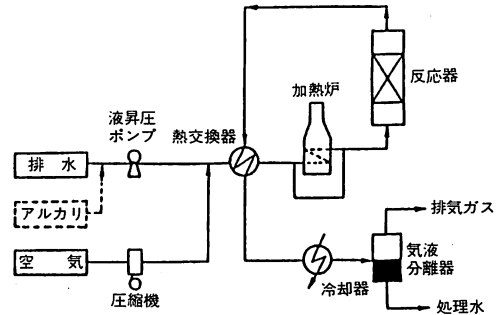 加熱炉
反応器
液昇圧
ポンプ
熱交換器
排水
アルカリ
空気
圧縮機
冷却器
排気ガス
気液
分離器
処理水